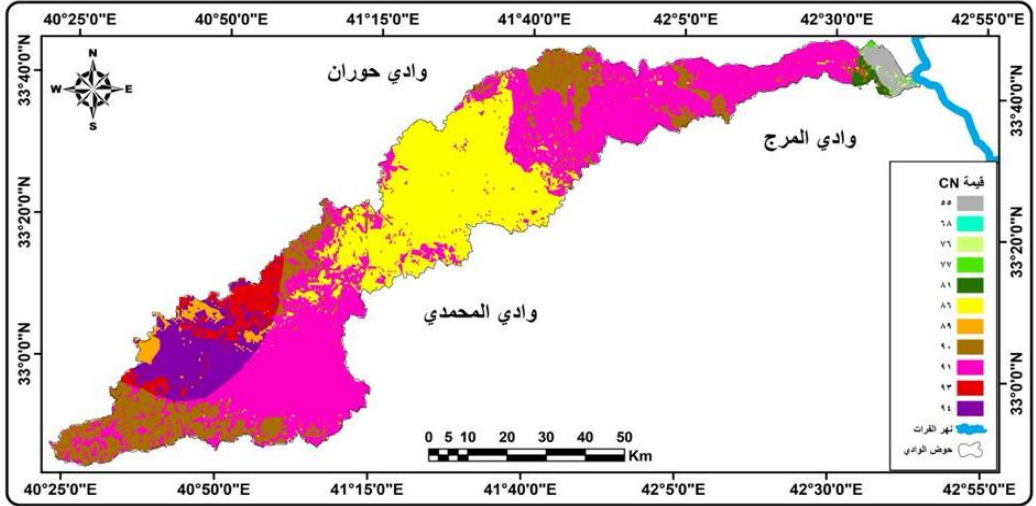 40°25'0"E 40°50'0"E 41°15'0"E 41°40'0"E 42°5'0"E 42°30'0"E 42°55'0"E
33°40'0"N
33°20'0"N
33°0'0"N
N
W E
S
وادي حوران
وادي المرج
وادي المحمدي
33°40'0"N
33°20'0"N
33°0'0"N
قيمة CN
٥٥
٦٨
٧٦
٧٧
٨١
٨٦
٨٩
٩٠
٩١
٩٣
٩٤
نهر الفرات
حوض الوادي
0 5 10 20 30 40 50
Km
40°25'0"E 40°50'0"E 41°15'0"E 41°40'0"E 42°5'0"E 42°30'0"E 42°55'0"E